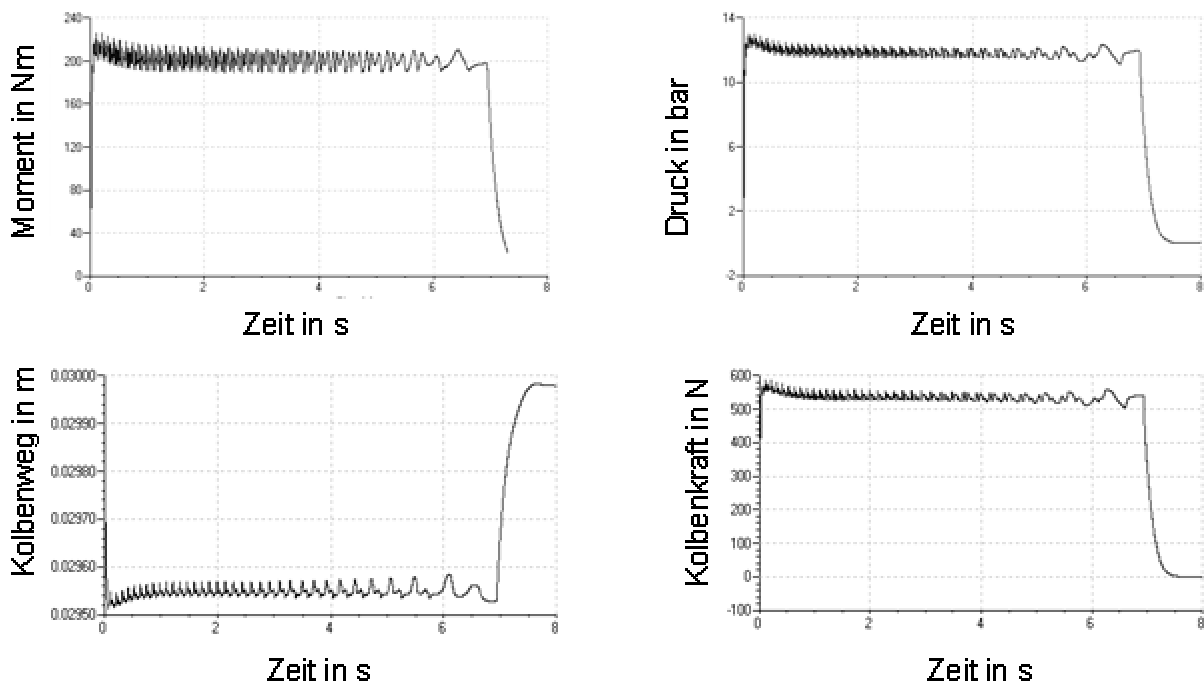 Moment in Nm
240
200
160
120
80
40
0
0 2 4 6 8
Zeit in s
Druck in bar
14
10
6
2
-2
0 2 4 6 8
Zeit in s
Kolbenweg in m
0.03000
0.02990
0.02980
0.02970
0.02960
0.02950
0 2 4 6 8
Zeit in s
Kolbenkraft in N
600
500
400
300
200
100
0
-100
0 2 4 6 8
Zeit in s